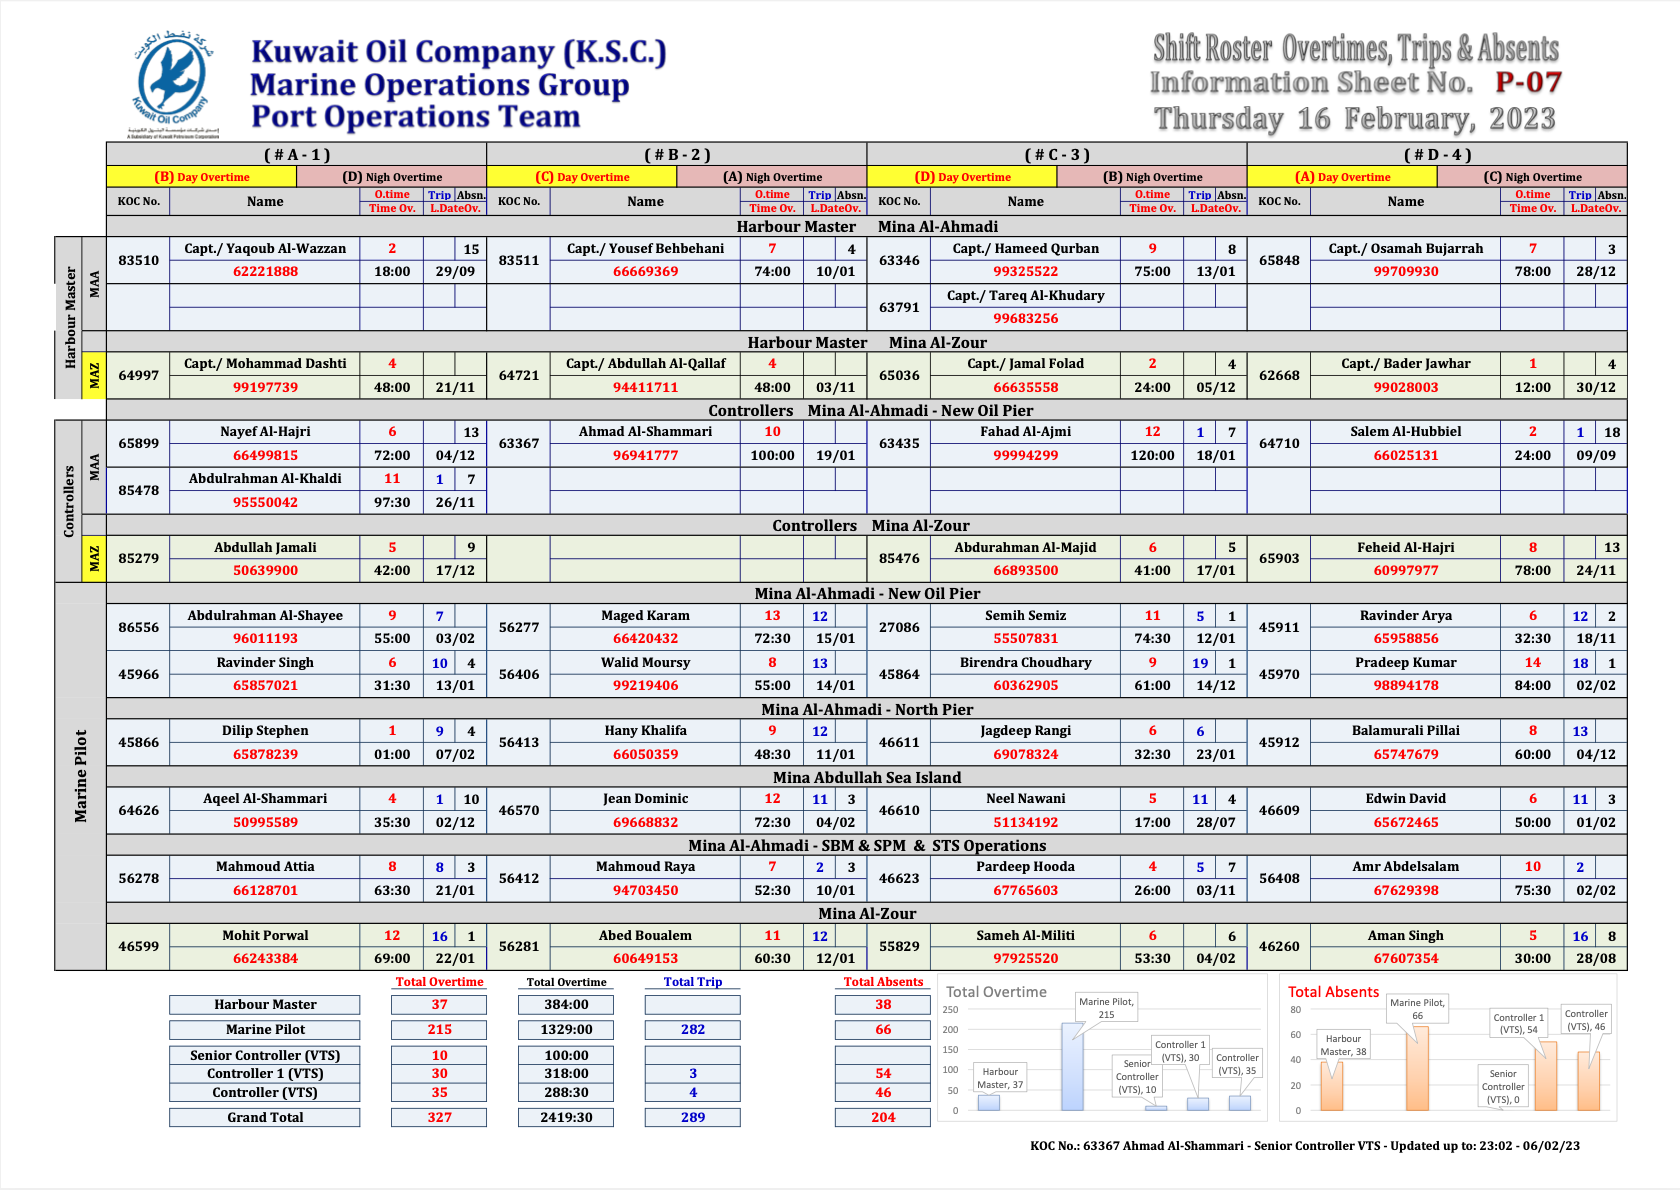 شركة نفط الكويت
Kuwait Oil Company
A Subsidiary of Kuwait Petroleum Corporation
Kuwait Oil Company (K.S.C.)
Marine Operations Group
Port Operations Team
Shift Roster Overtimes, Trips & Absents
Information Sheet No. P-07
Thursday 16 February, 2023
( # A - 1 ) ( # B - 2 ) ( # C - 3 ) ( # D - 4 )
(B) Day Overtime (D) Nigh Overtime (C) Day Overtime (A) Nigh Overtime (D) Day Overtime (B) Nigh Overtime (A) Day Overtime (C) Nigh Overtime
KOC No. Name O.time Trip Absn. KOC No. Name O.time Trip Absn. KOC No. Name O.time Trip Absn. KOC No. Name O.time Trip Absn.
Time Ov. L.DateOv. Time Ov. L.DateOv. Time Ov. L.DateOv. Time Ov. L.DateOv.
Harbour Master Mina Al-Ahmadi
Harbour Master
MAA
83510 Capt./ Yaqoub Al-Wazzan 2 15 83511 Capt./ Yousef Behbehani 7 4 63346 Capt./ Hameed Qurban 9 8 65848 Capt./ Osamah Bujarrah 7 3
62221888 18:00 29/09 66669369 74:00 10/01 99325522 75:00 13/01 99709930 78:00 28/12
63791 Capt./ Tareq Al-Khudary
99683256
Harbour Master Mina Al-Zour
MAZ
64997 Capt./ Mohammad Dashti 4 64721 Capt./ Abdullah Al-Qallaf 4 65036 Capt./ Jamal Folad 2 4 62668 Capt./ Bader Jawhar 1 4
99197739 48:00 21/11 94411711 48:00 03/11 66635558 24:00 05/12 99028003 12:00 30/12
Controllers Mina Al-Ahmadi - New Oil Pier
Controllers
MAA
65899 Nayef Al-Hajri 6 13 63367 Ahmad Al-Shammari 10 63435 Fahad Al-Ajmi 12 1 7 64710 Salem Al-Hubbiel 2 1 18
66499815 72:00 04/12 96941777 100:00 19/01 99994299 120:00 18/01 66025131 24:00 09/09
85478 Abdulrahman Al-Khaldi 11 1 7
95550042 97:30 26/11
Controllers Mina Al-Zour
MAZ
85279 Abdullah Jamali 5 9 85476 Abdurahman Al-Majid 6 5 65903 Feheid Al-Hajri 8 13
50639900 42:00 17/12 66893500 41:00 17/01 60997977 78:00 24/11
Mina Al-Ahmadi - New Oil Pier
Marine Pilot
86556 Abdulrahman Al-Shayee 9 7 56277 Maged Karam 13 12 27086 Semih Semiz 11 5 1 45911 Ravinder Arya 6 12 2
96011193 55:00 03/02 66420432 72:30 15/01 55507831 74:30 12/01 65958856 32:30 18/11
45966 Ravinder Singh 6 10 4 56406 Walid Moursy 8 13 45864 Birendra Choudhary 9 19 1 45970 Pradeep Kumar 14 18 1
65857021 31:30 13/01 99219406 55:00 14/01 60362905 61:00 14/12 98894178 84:00 02/02
Mina Al-Ahmadi - North Pier
45866 Dilip Stephen 1 9 4 56413 Hany Khalifa 9 12 46611 Jagdeep Rangi 6 6 45912 Balamurali Pillai 8 13
65878239 01:00 07/02 66050359 48:30 11/01 69078324 32:30 23/01 65747679 60:00 04/12
Mina Abdullah Sea Island
64626 Aqeel Al-Shammari 4 1 10 46570 Jean Dominic 12 11 3 46610 Neel Nawani 5 11 4 46609 Edwin David 6 11 3
50995589 35:30 02/12 69668832 72:30 04/02 51134192 17:00 28/07 65672465 50:00 01/02
Mina Al-Ahmadi - SBM & SPM & STS Operations
56278 Mahmoud Attia 8 8 3 56412 Mahmoud Raya 7 2 3 46623 Pardeep Hooda 4 5 7 56408 Amr Abdelsalam 10 2
66128701 63:30 21/01 94703450 52:30 10/01 67765603 26:00 03/11 67629398 75:30 02/02
Mina Al-Zour
46599 Mohit Porwal 12 16 1 56281 Abed Boualem 11 12 55829 Sameh Al-Militi 6 6 46260 Aman Singh 5 16 8
66243384 69:00 22/01 60649153 60:30 12/01 97925520 53:30 04/02 67607354 30:00 28/08
Total Overtime Total Overtime Total Trip Total Absents
Harbour Master 37 384:00 38
Marine Pilot 215 1329:00 282 66
Senior Controller (VTS) 10 100:00
Controller 1 (VTS) 30 318:00 3 54
Controller (VTS) 35 288:30 4 46
Grand Total 327 2419:30 289 204
Total Overtime
250
200
150
100
50
0
Harbour Master, 37
Marine Pilot, 215
Senior Controller (VTS), 10
Controller 1 (VTS), 30
Controller (VTS), 35
Total Absents
80
60
40
20
0
Harbour Master, 38
Marine Pilot, 66
Senior Controller (VTS), 0
Controller 1 (VTS), 54
Controller (VTS), 46
KOC No.: 63367 Ahmad Al-Shammari - Senior Controller VTS - Updated up to: 23:02 - 06/02/23